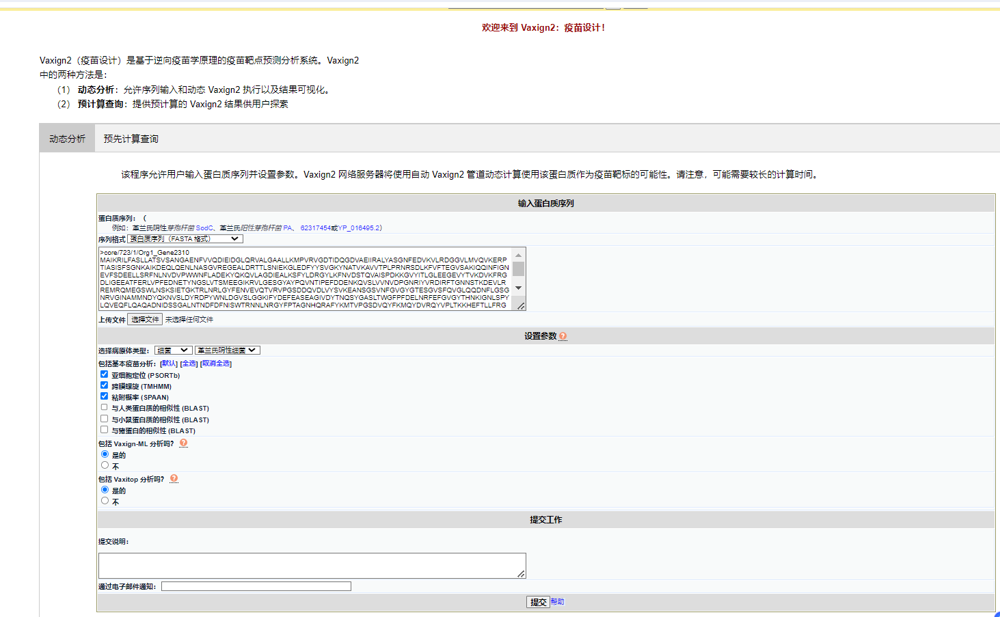 欢迎来到 Vaxign2：疫苗设计！
Vaxign2（疫苗设计）是基于逆向疫苗学原理的疫苗靶点预测分析系统。Vaxign2
中的两种方法是：
（1） 动态分析：允许序列输入和动态 Vaxign2 执行以及结果可视化。
（2） 预计算查询：提供预计算的 Vaxign2 结果供用户探索
动态分析 预先计算查询
该程序允许用户输入蛋白质序列并设置参数。Vaxign2 网络服务器将使用自动 Vaxign2 管道动态计算使用该蛋白质作为疫苗靶标的可能性。请注意，可能需要较长的计算时间。
输入蛋白质序列
蛋白质序列：（
例如：革兰氏阴性芽孢杆菌 SodC、革兰氏阳性芽孢杆菌 PA、 62317454或YP_016495.2）
序列格式 蛋白质序列（FASTA 格式）
>core/723/1/Org1_Gene2310
MAIKRILFASLLATSVSANGAENFVVQDIEIDGLQRVALGAALLKMPVRVGDTIDQGDVAEIIRALYASGNFEDVKVLRDGGVLMVQVKERP
TIASISFSGNKAIKDEQLQENLNASGVREGEALDRTTLSNIEKGLEDFYYSVGKYNATVKAVVTPLPRNRSDLKFVFTEGVSAKIQQINFIGN
EVFSDEELLSRFNLNVDVPWWNFLADEKYQKQVLAGDIEALKSFYLDRGYLKFNVDSTQVAISPDKKGVYITLGLEEGEVYTVKDVKFRG
DLIGEEATFERLVPFEDNETYNGSLVTSMEEGIKRVLGESGYAYPQVNTIPEFDDENKQVSLVVNVDPGNRIYVRDIRFTGNNSTKDEVLR
REMRQMEGSWLNSKSIETGKTRLNRLGYFENVEVQTVRVPGSDDQVDLVYSVKEANSGSVNFGVGYGTESGVSFQVGLQQDNFLGSG
NRVGINAMMNDYQKNVSLDYRDPYWNLDGVSLGGKIFYDEFEASEAGIVDYTNQSYGASLTWGFPFDELNRFEFGVGYTHNKIGNLSPY
LQVEQFLQAQADNIDSSGALNTNDFDFNISWTRNNLNRGYFPTAGNHQRAFYKMTVPGSDVQYFKMQYDVRQYVPLTKKHEFTLLFRG
上传文件 选择文件 未选择任何文件
设置参数 ?
选择病原体类型： 细菌 革兰氏阴性细菌
包括基本疫苗分析：[默认] [全选] [取消全选]
亚细胞定位 (PSORTb)
跨膜螺旋 (TMHMM)
粘附概率 (SPAAN)
与人类蛋白质的相似性 (BLAST)
与小鼠蛋白质的相似性 (BLAST)
与猪蛋白的相似性 (BLAST)
包括 Vaxign-ML 分析吗？ ?
是的
不
包括 Vaxitop 分析吗？ ?
是的
不
提交工作
提交说明：
通过电子邮件通知：
提交 帮助